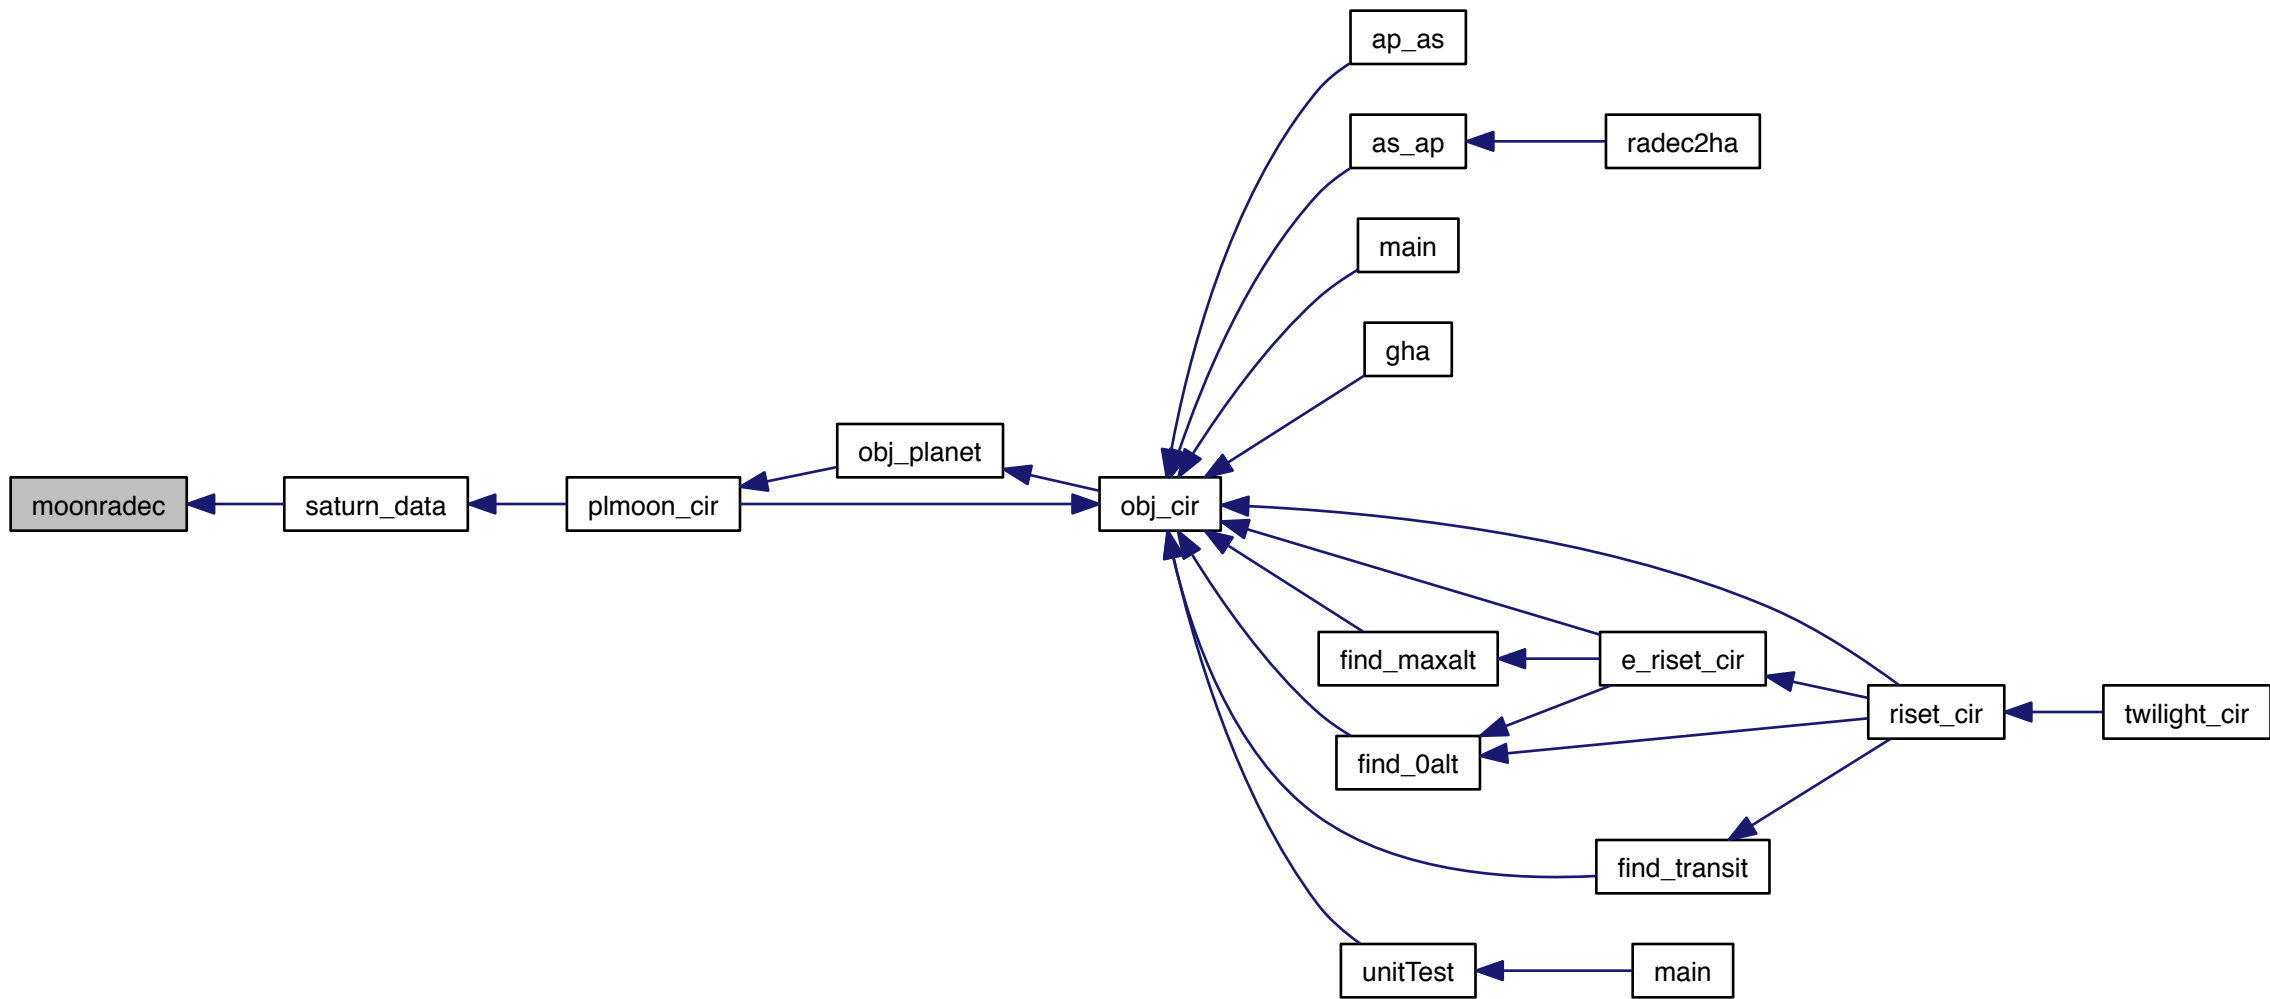 ap_as
as_ap
radec2ha
main
gha
obj_planet
moonradec
saturn_data
plmoon_cir
obj_cir
find_maxalt
e_riset_cir
riset_cir
twilight_cir
find_0alt
find_transit
unitTest
main